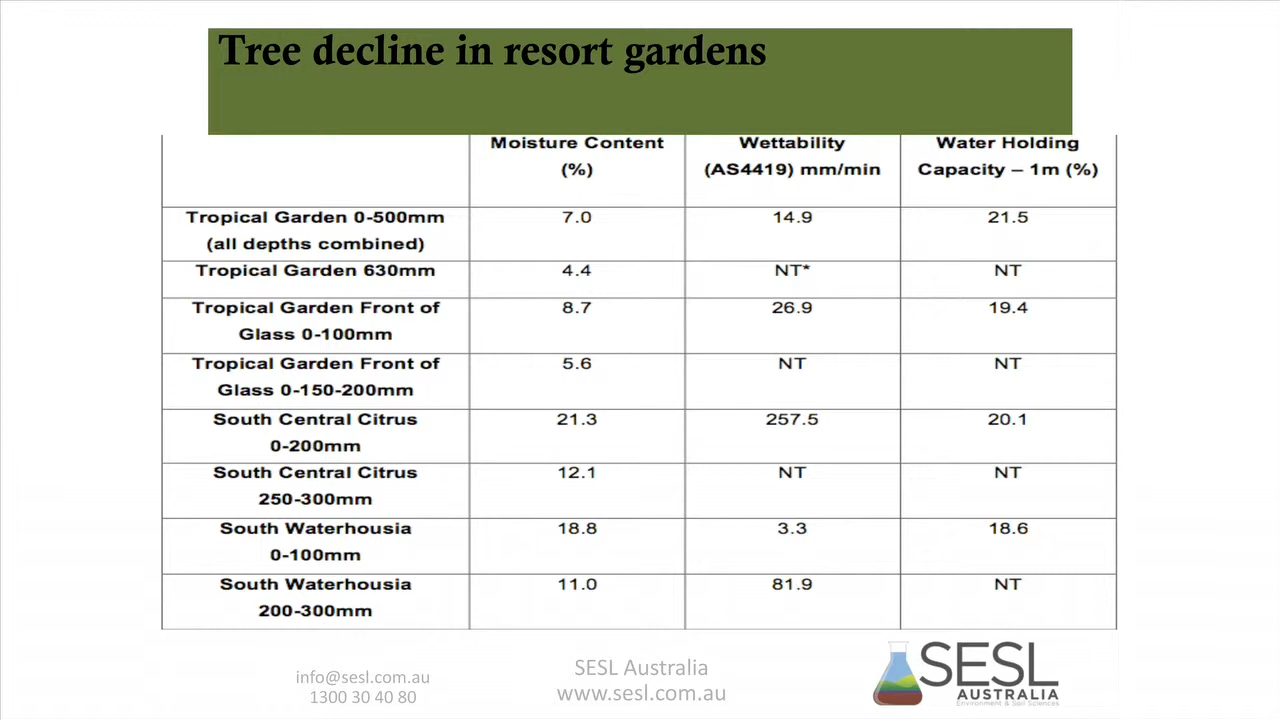 Tree decline in resort gardens
Moisture Content (%)
Wettability (AS4419) mm/min
Water Holding Capacity – 1m (%)
Tropical Garden 0-500mm (all depths combined) 7.0 14.9 21.5
Tropical Garden 630mm 4.4 NT* NT
Tropical Garden Front of Glass 0-100mm 8.7 26.9 19.4
Tropical Garden Front of Glass 0-150-200mm 5.6 NT NT
South Central Citrus 0-200mm 21.3 257.5 20.1
South Central Citrus 250-300mm 12.1 NT NT
South Waterhousia 0-100mm 18.8 3.3 18.6
South Waterhousia 200-300mm 11.0 81.9 NT
info@sesl.com.au
1300 30 40 80
SESL Australia
www.sesl.com.au
SESL
AUSTRALIA
Environment & Soil Sciences